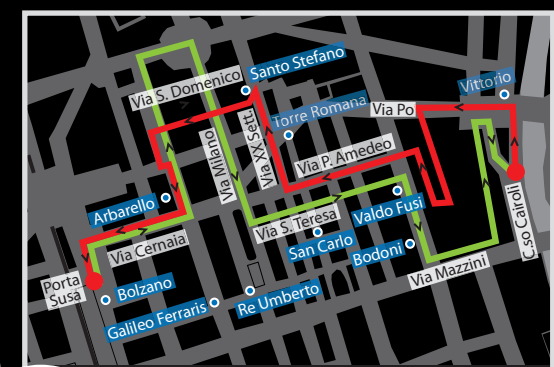 Santo Stefano
Vittorio
Via S. Domenico
Via Po
Torre Romana
Via XX Sett.
Via Milano
Via P. Amedeo
Arbarello
Valdo Fusi
C.so Cairoli
Via S. Teresa
San Carlo
Via Cernaia
Bodoni
Via Mazzini
Porta
Susa
Bolzano
Re Umberto
Galileo Ferraris